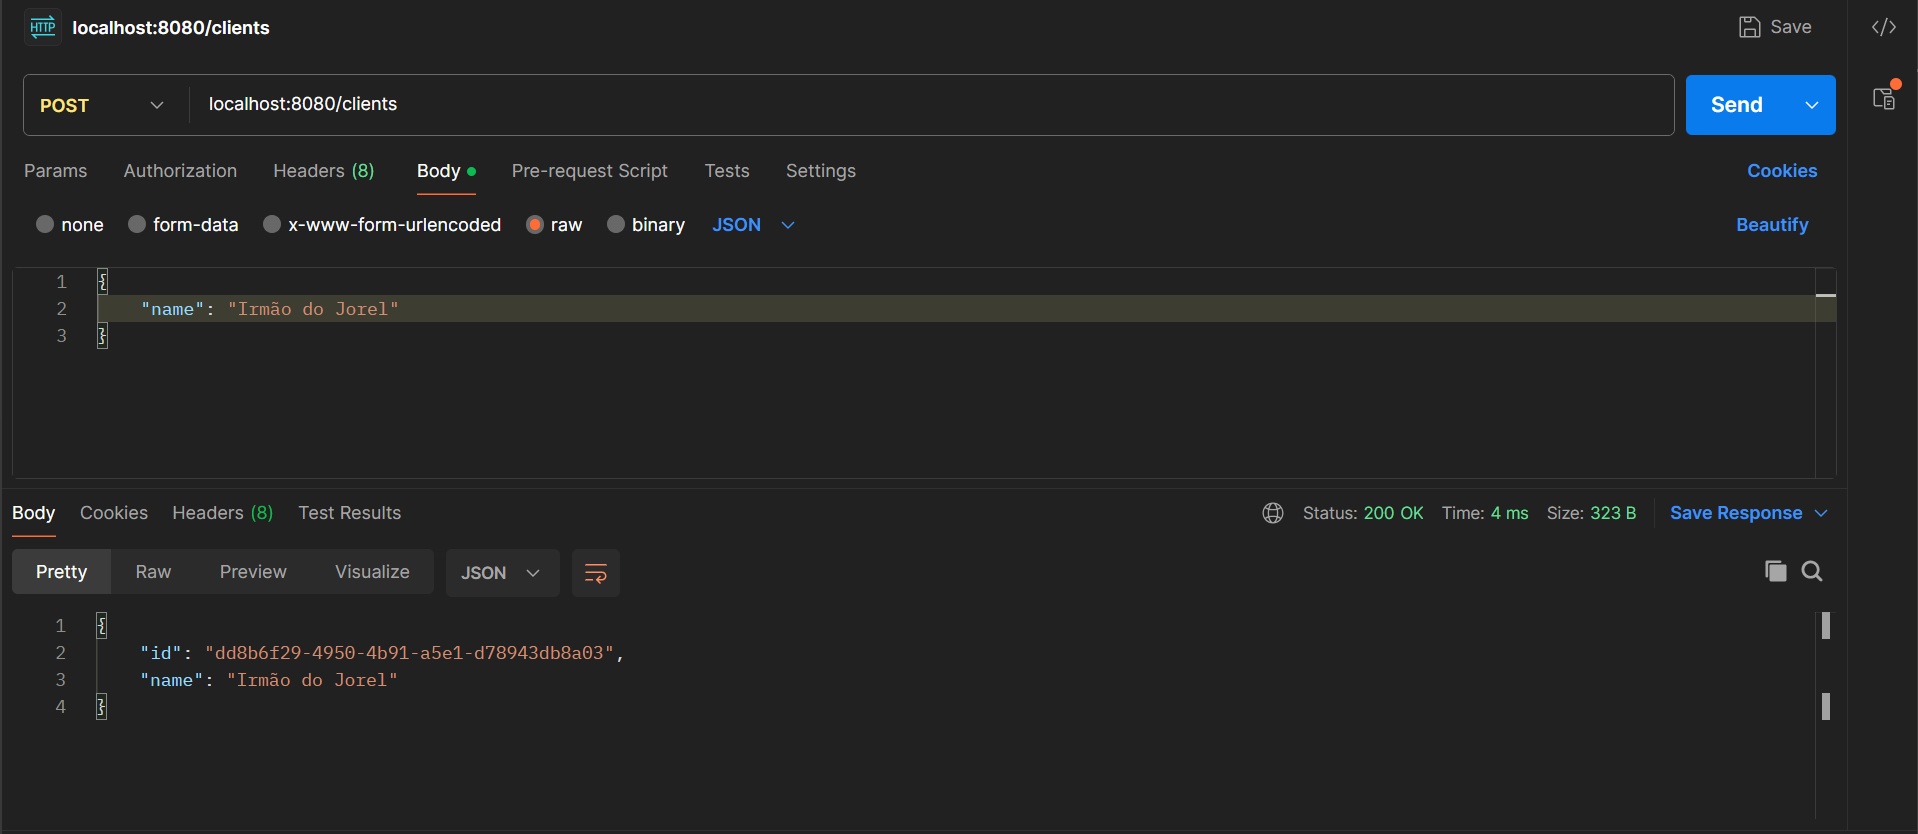 HTTP localhost:8080/clients Save
POST localhost:8080/clients Send
Params Authorization Headers (8) Body Pre-request Script Tests Settings Cookies
none form-data x-www-form-urlencoded raw binary JSON Beautify
1 {
2 "name": "Irmão do Jorel"
3 }
Body Cookies Headers (8) Test Results Status: 200 OK Time: 4 ms Size: 323 B Save Response
Pretty Raw Preview Visualize JSON
1 {
2 "id": "dd8b6f29-4950-4b91-a5e1-d78943db8a03",
3 "name": "Irmão do Jorel"
4 }